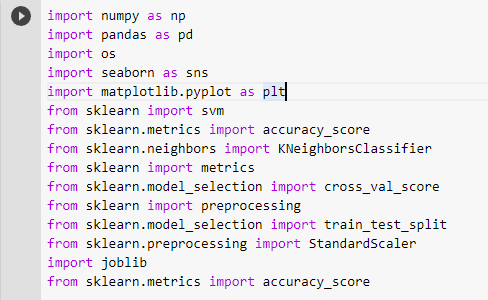 import numpy as np
import pandas as pd
import os
import seaborn as sns
import matplotlib.pyplot as plt
from sklearn import svm
from sklearn.metrics import accuracy_score
from sklearn.neighbors import KNeighborsClassifier
from sklearn import metrics
from sklearn.model_selection import cross_val_score
from sklearn import preprocessing
from sklearn.model_selection import train_test_split
from sklearn.preprocessing import StandardScaler
import joblib
from sklearn.metrics import accuracy_score